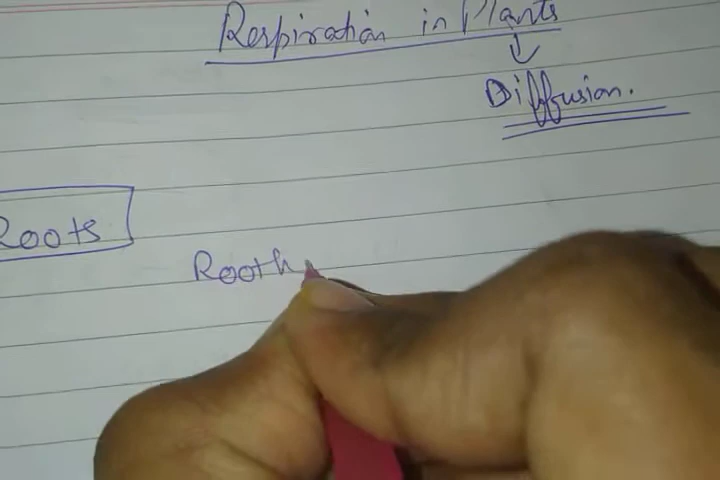 Respiration in Plants
↓
Diffusion.
Roots
Rooth